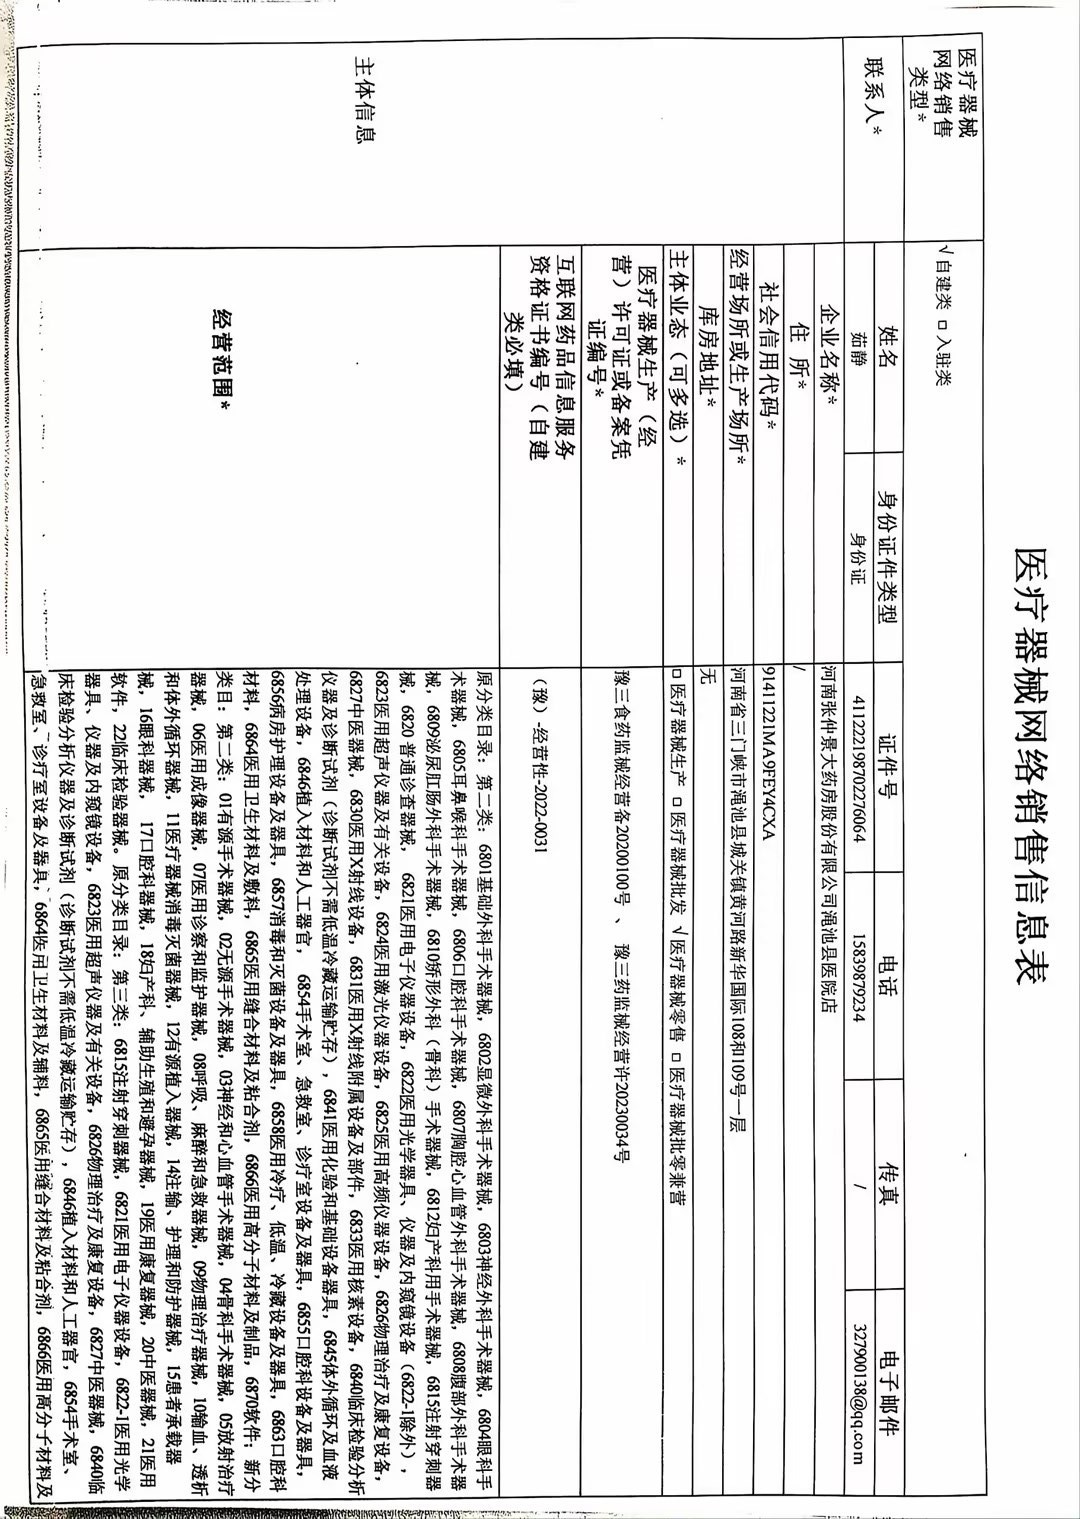 医疗器械网络销售信息表
医疗器械
网络销售
类型*
√自建类 □ 入驻类
联系人*
姓名 身份证件类型 证件号 电话 传真 电子邮件
茹静 身份证 411222198702276064 15839879234 / 327900138@qq.com
主体信息
企业名称* 河南张仲景大药房股份有限公司渑池县医院店
住 所* /
社会信用代码* 91411221MA9FEY4CXA
经营场所或生产场所* 河南省三门峡市渑池县城关镇黄河路新华国际108和109号一层
库房地址* 无
主体业态（可多选）* □ 医疗器械生产 □ 医疗器械批发 √ 医疗器械零售 □ 医疗器械批零兼营
医疗器械生产（经
营）许可证或备案凭
证编号*
豫三食药监械经营备20200100号 、 豫三药监械经营许20230034号
互联网药品信息服务
资格证书编号（自建
类必填）
（豫）-经营性-2022-0031
经营范围*
原分类目录：第二类：6801基础外科手术器械，6802显微外科手术器械，6803神经外科手术器械，6804眼科手
术器械，6805耳鼻喉科手术器械，6806口腔科手术器械，6807胸腔心血管外科手术器械，6808腹部外科手术器
械，6809泌尿肛肠外科手术器械，6810矫形外科（骨科）手术器械，6812妇产科用手术器械，6815注射穿刺器
械，6820 普通诊查器械， 6821医用电子仪器设备，6822医用光学器具、仪器及内窥镜设备（6822-1除外），
6823医用超声仪器及有关设备，6824医用激光仪器设备，6825医用高频仪器设备，6826物理治疗及康复设备，
6827中医器械，6830医用X射线设备，6831医用X射线附属设备及部件，6833医用核素设备，6840临床检验分析
仪器及诊断试剂（诊断试剂不需低温冷藏运输贮存），6841医用化验和基础设备器具，6845体外循环及血液
处理设备，6846植入材料和人工器官， 6854手术室、急救室、诊疗室设备及器具，6855口腔科设备及器具，
6856病房护理设备及器具，6857消毒和灭菌设备及器具，6858医用冷疗、低温、冷藏设备及器具，6863口腔科
材料，6864医用卫生材料及敷料，6865医用缝合材料及粘合剂，6866医用高分子材料及制品，6870软件；新分
类目：第二类：01有源手术器械，02无源手术器械，03神经和心血管手术器械，04骨科手术器械，05放射治疗
器械，06医用成像器械，07医用诊察和监护器械，08呼吸、麻醉和急救器械，09物理治疗器械，10输血、透析
和体外循环器械，11医疗器械消毒灭菌器械，12有源植入器械，14注输、护理和防护器械，15患者承载器
械，16眼科器械， 17口腔科器械，18妇产科、辅助生殖和避孕器械，19医用康复器械，20中医器械，21医用
软件，22临床检验器械。原分类目录：第三类：6815注射穿刺器械，6821医用电子仪器设备，6822-1医用光学
器具、仪器及内窥镜设备，6823医用超声仪器及有关设备，6826物理治疗及康复设备，6827中医器械，6840临
床检验分析仪器及诊断试剂（诊断试剂不需低温冷藏运输贮存），6846植入材料和人工器官，6854手术室、
急救室、诊疗室设备及器具，6864医用卫生材料及辅料，6865医用缝合材料及粘合剂，6866医用高分子材料及